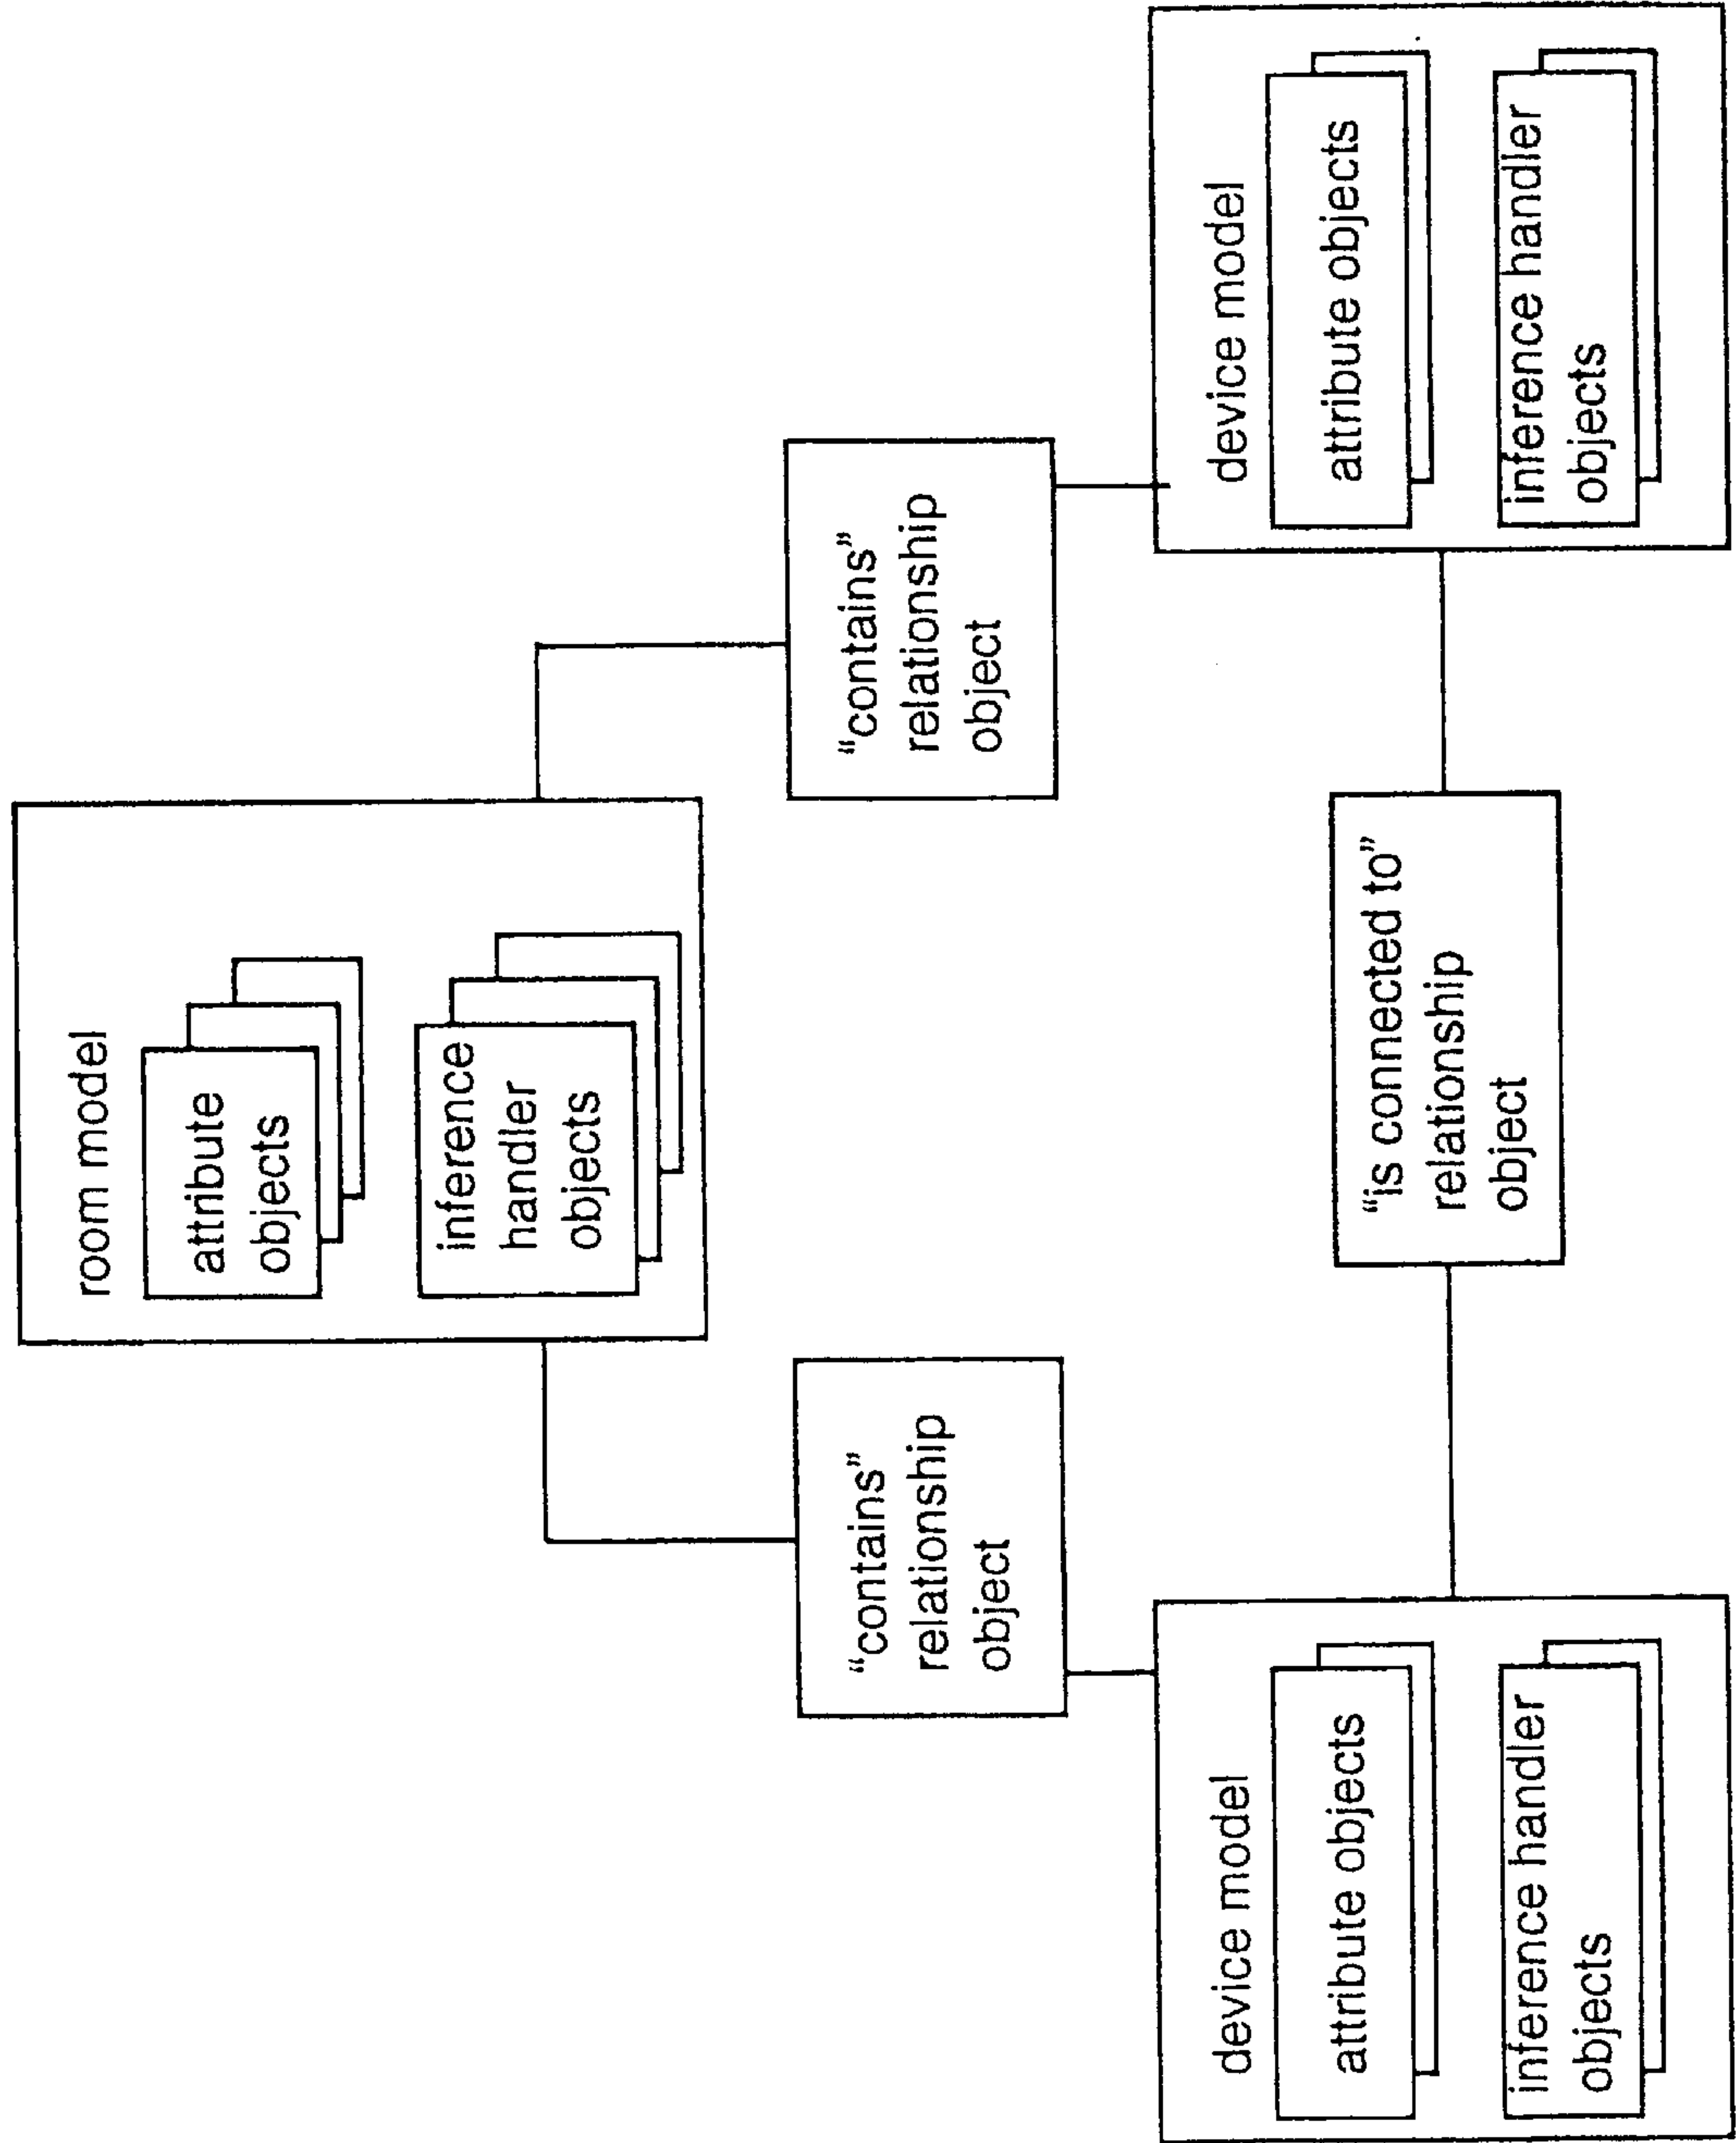 room model
attribute
objects
inference
handler
objects
“contains”
relationship
object
“contains”
relationship
object
device model
attribute objects
inference handler
objects
“is connected to”
relationship
object
device model
attribute objects
inference handler
objects